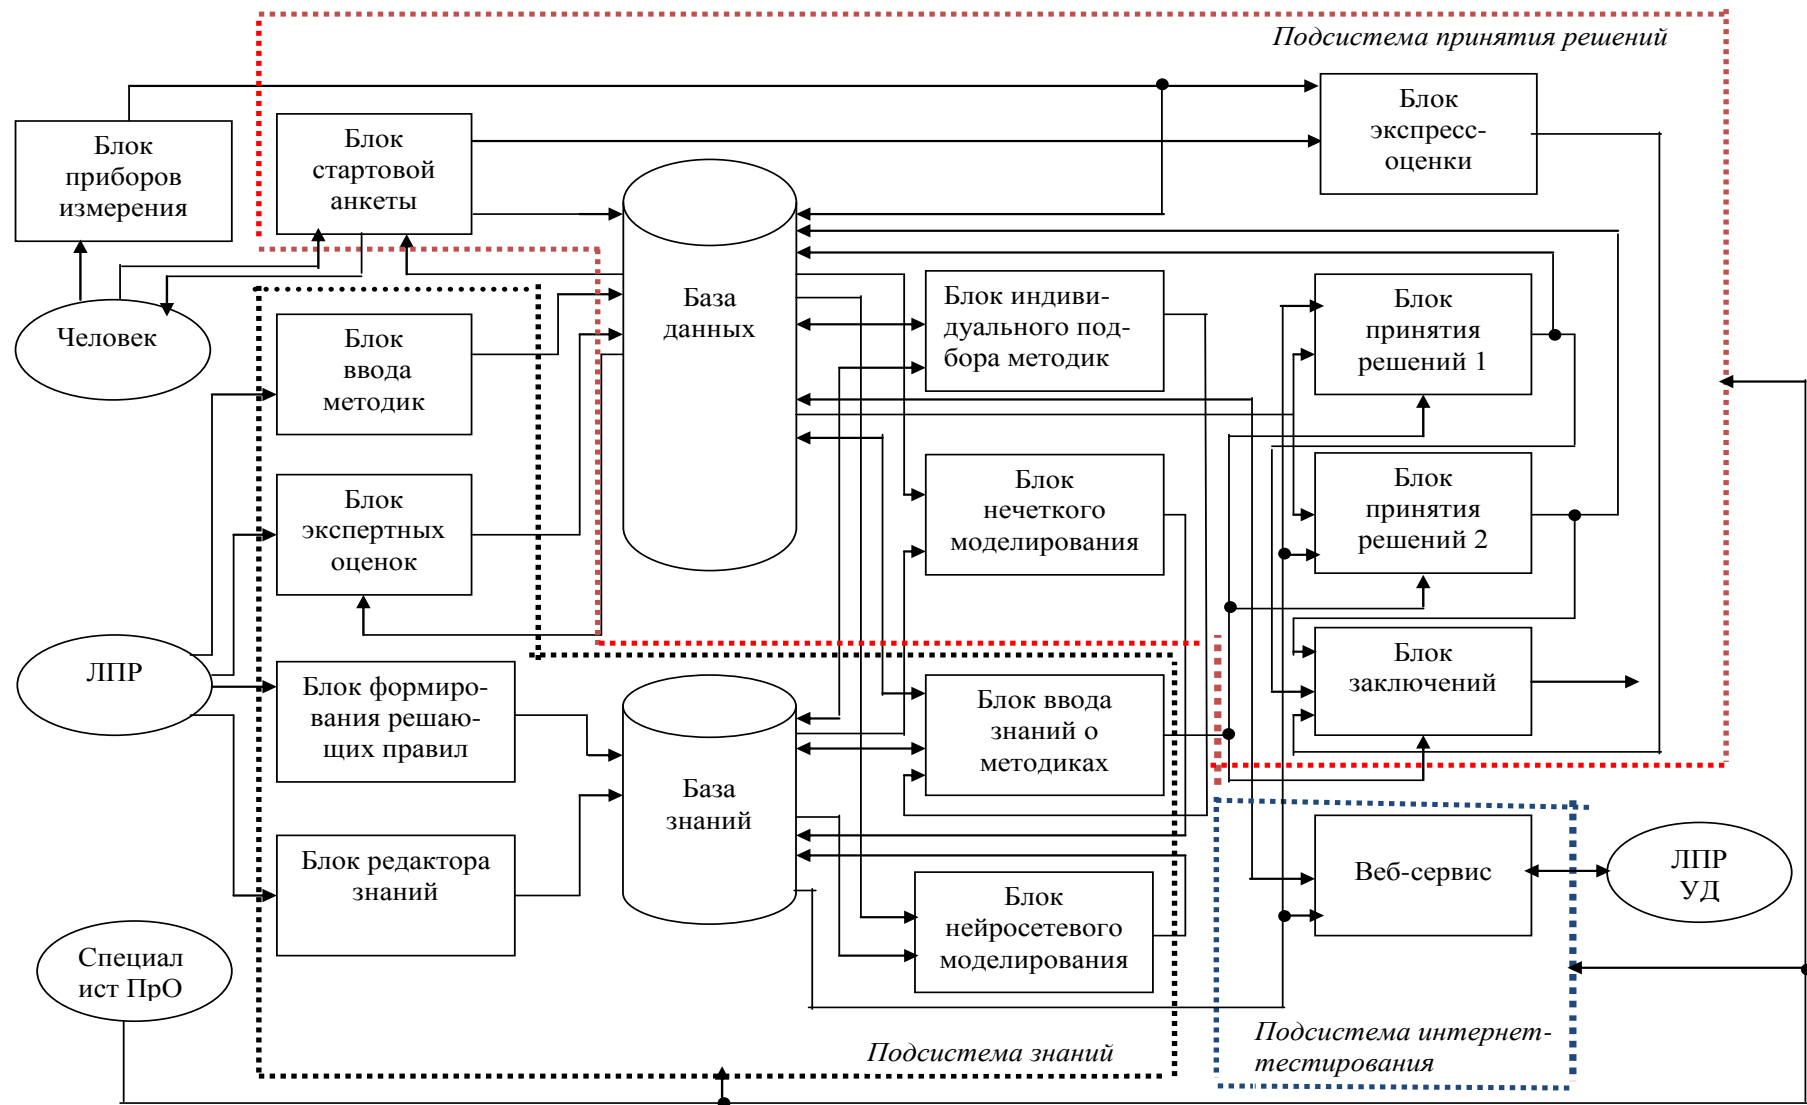 Подсистема принятия решений
Блок
экспресс-
оценки
Блок
приборов
измерения
Блок
стартовой
анкеты
База
данных
Блок индиви-
дуального под-
бора методик
Блок
принятия
решений 1
Человек
Блок
ввода
методик
Блок
экспертных
оценок
Блок
нечеткого
моделирования
Блок
принятия
решений 2
ЛПР
Блок формиро-
вания решаю-
щих правил
Блок ввода
знаний о
методиках
Блок
заключений
База
знаний
Блок редактора
знаний
Блок
нейросетевого
моделирования
Веб-сервис
ЛПР
УД
Специал
ист ПрО
Подсистема знаний
Подсистема интернет-
тестирования